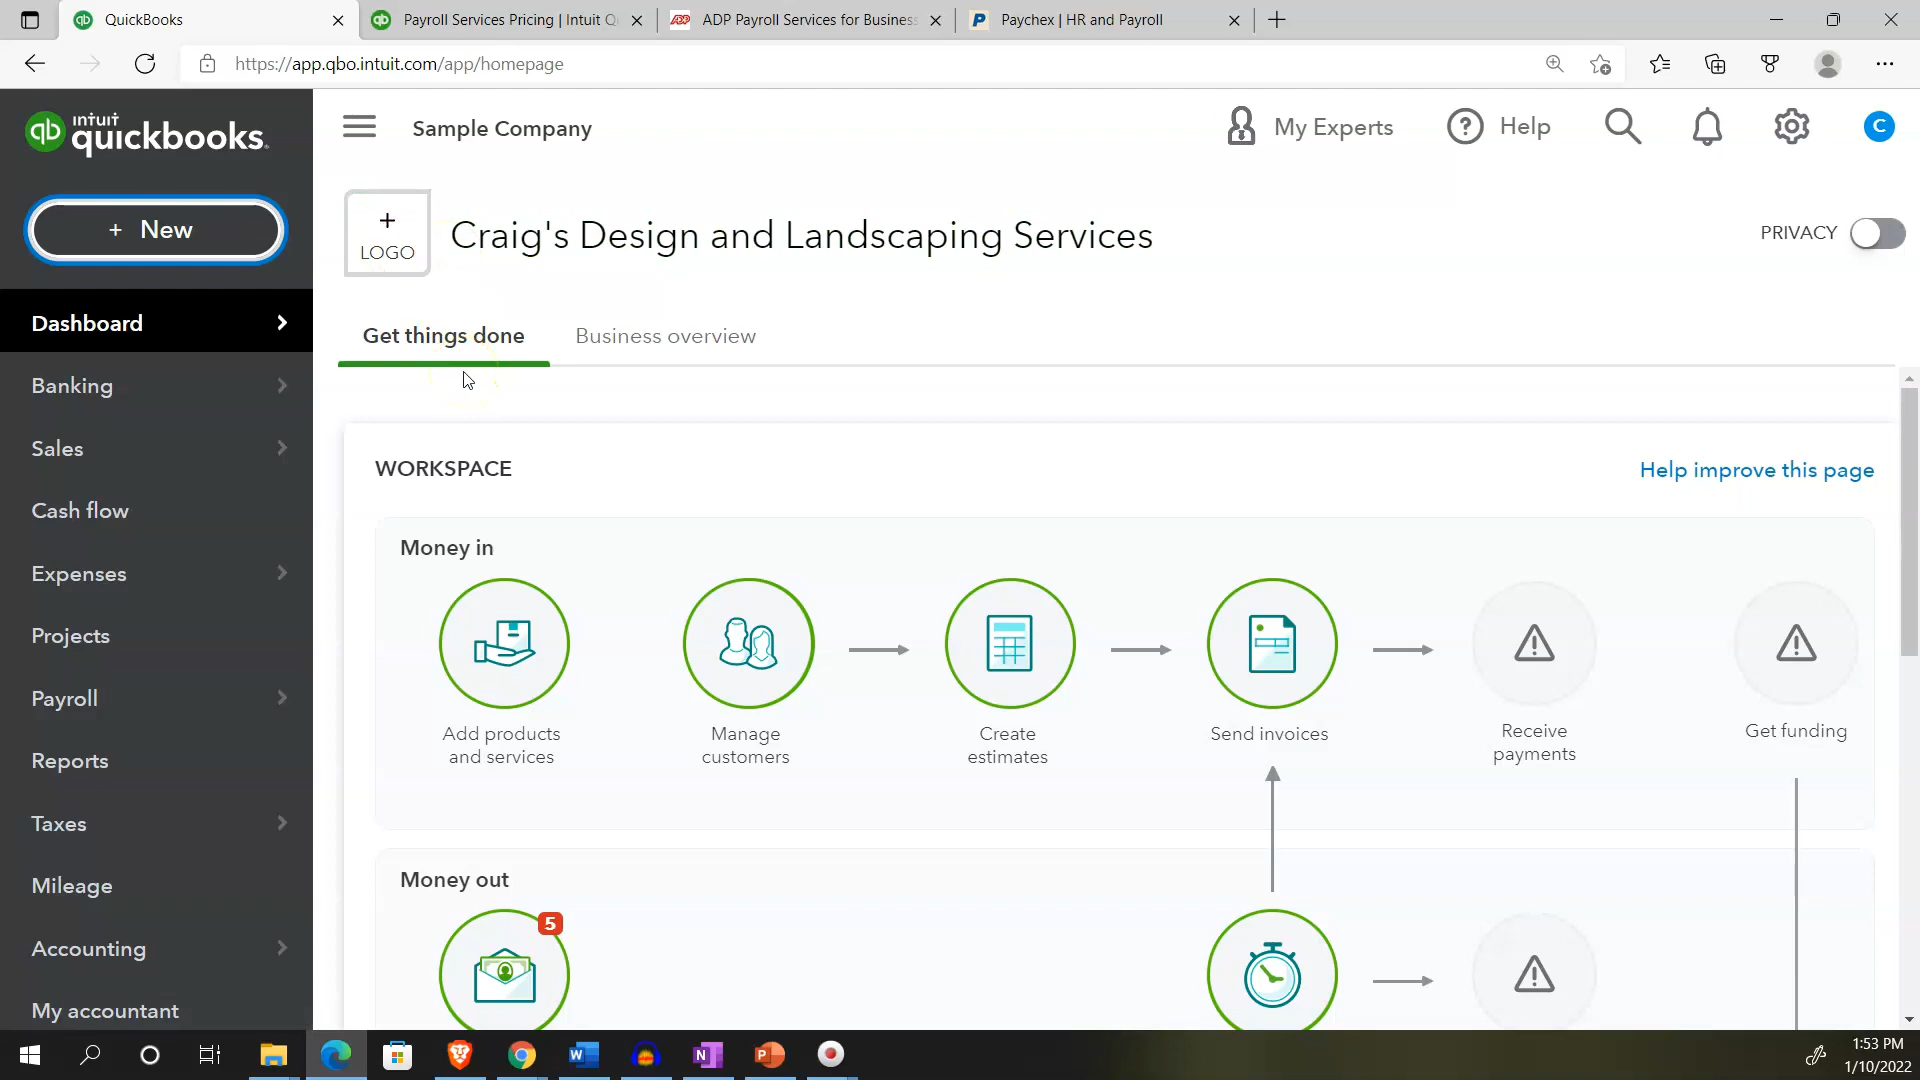 QuickBooks
Payroll Services Pricing | Intuit Q
ADP Payroll Services for Business
Paychex | HR and Payroll
https://app.qbo.intuit.com/app/homepage
intuit
quickbooks.
Sample Company
My Experts
Help
C
+ New
+
LOGO
Craig's Design and Landscaping Services
PRIVACY
Dashboard
Get things done
Business overview
Banking
Sales
Cash flow
Expenses
Projects
Payroll
Reports
Taxes
Mileage
Accounting
My accountant
WORKSPACE
Help improve this page
Money in
Add products
and services
Manage
customers
Create
estimates
Send invoices
Receive
payments
Get funding
Money out
5
1:53 PM
1/10/2022